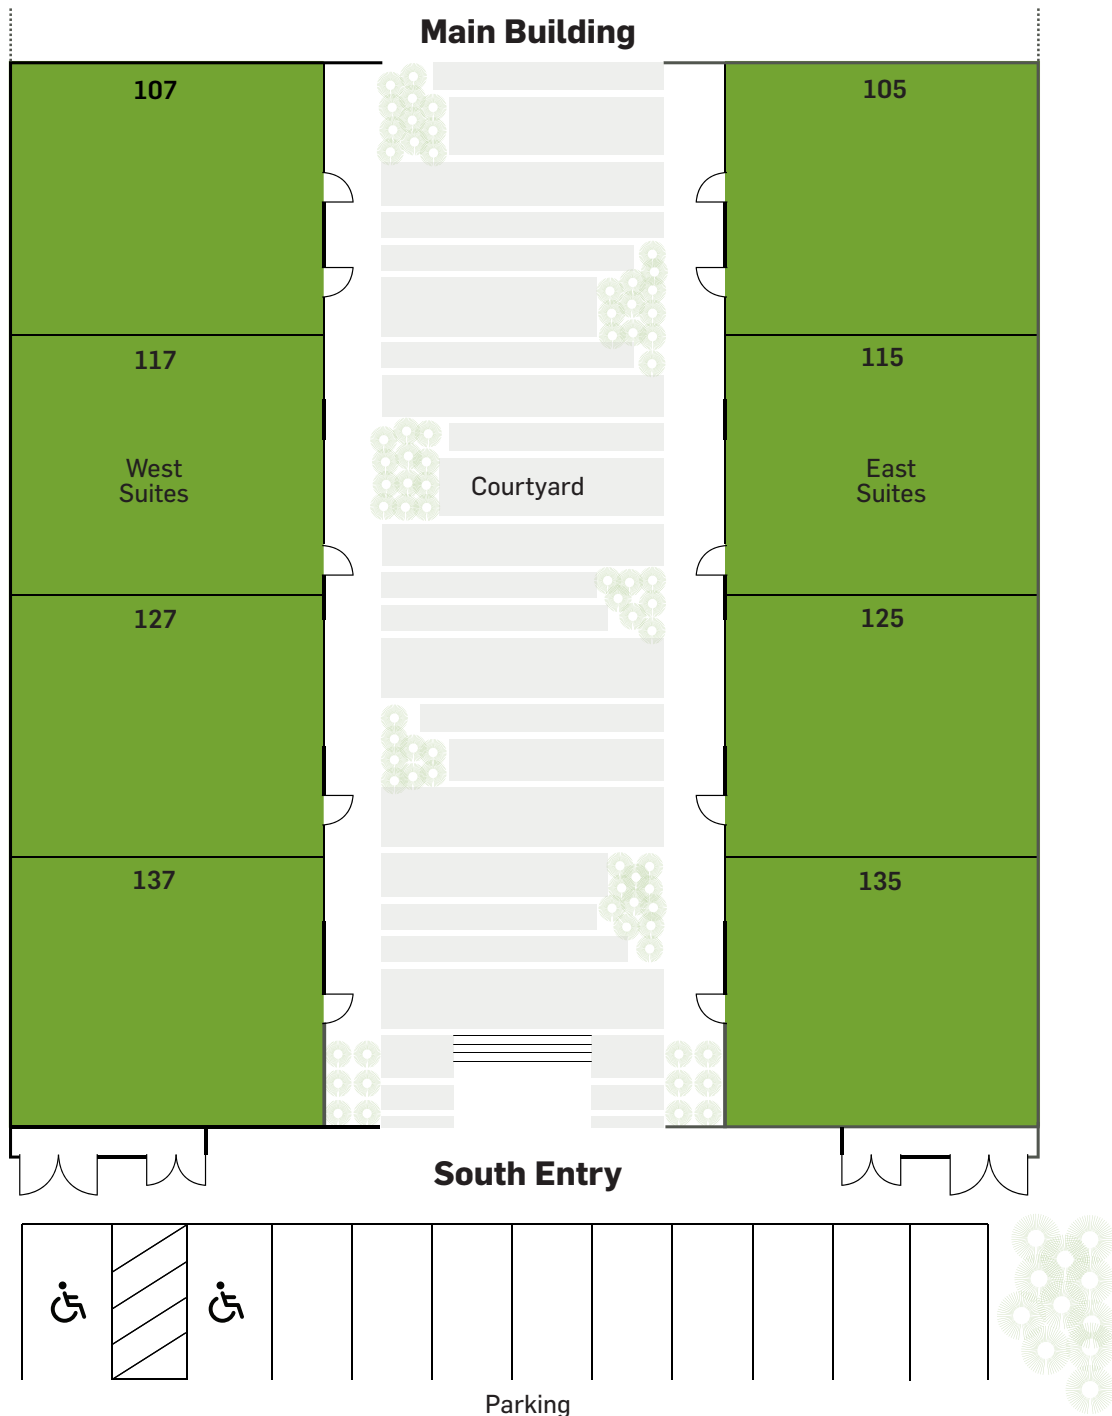 Main Building
107
105
117
115
West
Suites
Courtyard
East
Suites
127
125
137
135
South Entry
Parking